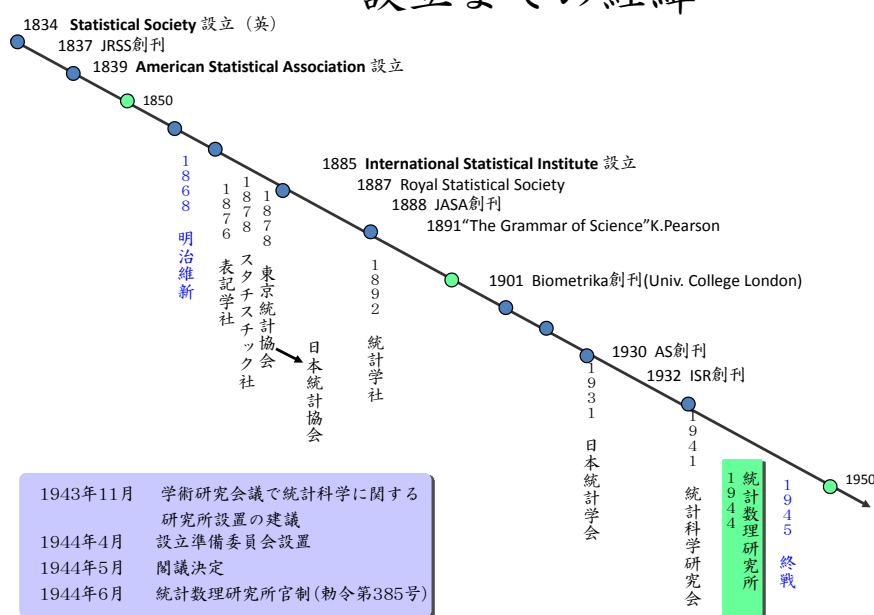 設立までの経緯
1834 Statistical Society 設立（英）
1837 JRSS創刊
1839 American Statistical Association 設立
1850
1868 明治維新
1876 表記学社
1878 スタチスチック社
1878 東京統計協会
日本統計協会
1885 International Statistical Institute 設立
1887 Royal Statistical Society
1888 JASA創刊
1891“The Grammar of Science”K.Pearson
1892 統計学社
1901 Biometrika創刊(Univ. College London)
1930 AS創刊
1932 ISR創刊
1931 日本統計学会
1941 統計科学研究会
統計数理研究所
1944
1945 終戦
1950
1943年11月 学術研究会議で統計科学に関する
研究所設置の建議
1944年4月 設立準備委員会設置
1944年5月 閣議決定
1944年6月 統計数理研究所官制(勅令第385号)